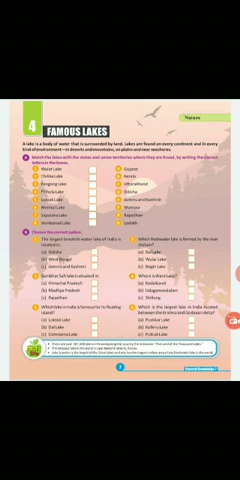 Nature
4
FAMOUS LAKES
A lake is a body of water that is surrounded by land. Lakes are found on every continent and in every
kind of environment—in deserts and mountains, on plains and near seashores.
A Match the lakes with the states and union territories where they are found, by writing the correct
letters in the boxes.
Wular Lake
Gujarat
Chilika Lake
Kerala
Pangong Lake
Uttarakhand
Pichola Lake
Odisha
Loktak Lake
Jammu and Kashmir
Nainital Lake
Manipur
Saputara Lake
Rajasthan
Vembanad Lake
Ladakh
B Choose the correct option.
The largest brackish water lake of India is
located in
(a) Odisha
(b) West Bengal
(c) Jammu and Kashmir
Sambhar Salt lake is situated in
(a) Himachal Pradesh
(b) Madhya Pradesh
(c) Rajasthan
Which lake in India is famous for its floating
island?
(a) Loktak Lake
(b) Dal Lake
(c) Damdama Lake
Which freshwater lake is formed by the river
Jhelum?
(a) Dal Lake
(b) Wular Lake
(c) Nagin Lake
Where is Ward Lake?
(a) Kodaikanal
(b) Udagamandalam
(c) Shillong
Which is the largest lake in India located
between the Krishna and Godavari delta?
(a) Pushkar Lake
(b) Kolleru Lake
(c) Pulicat Lake
General Knowledge-7